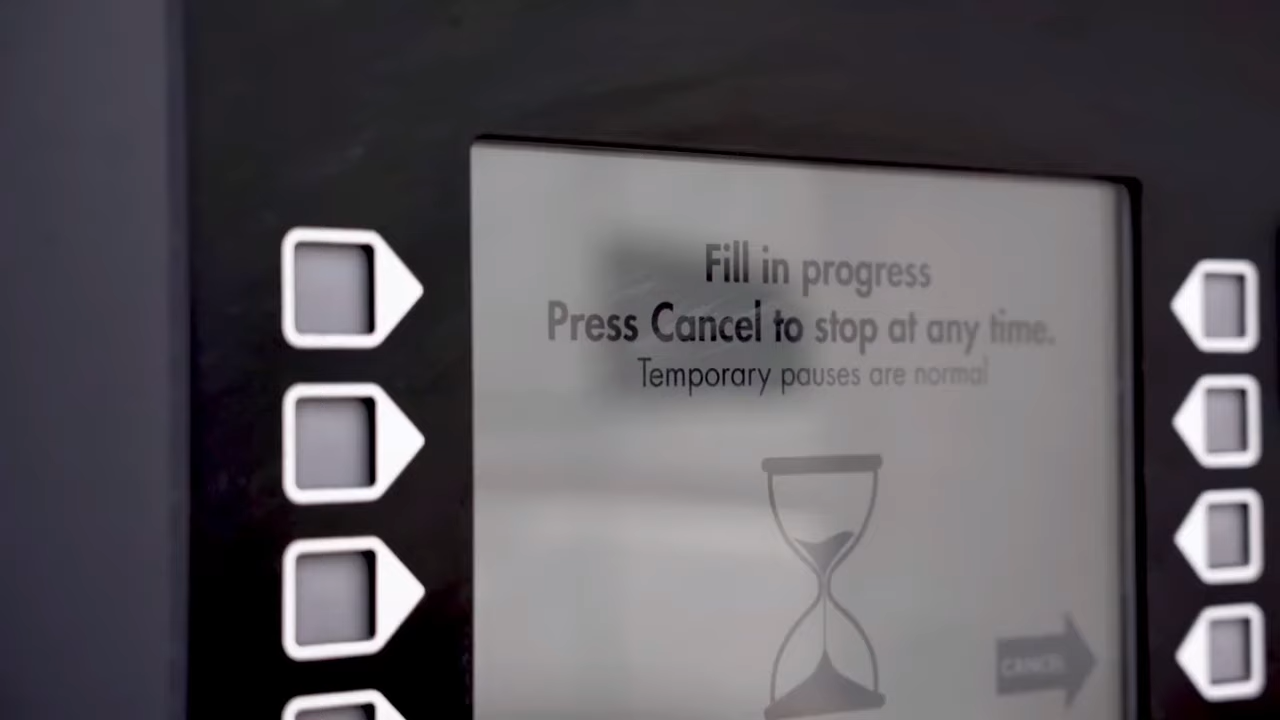 Fill in progress
Press Cancel to stop at any time.
Temporary pauses are normal
CANCEL